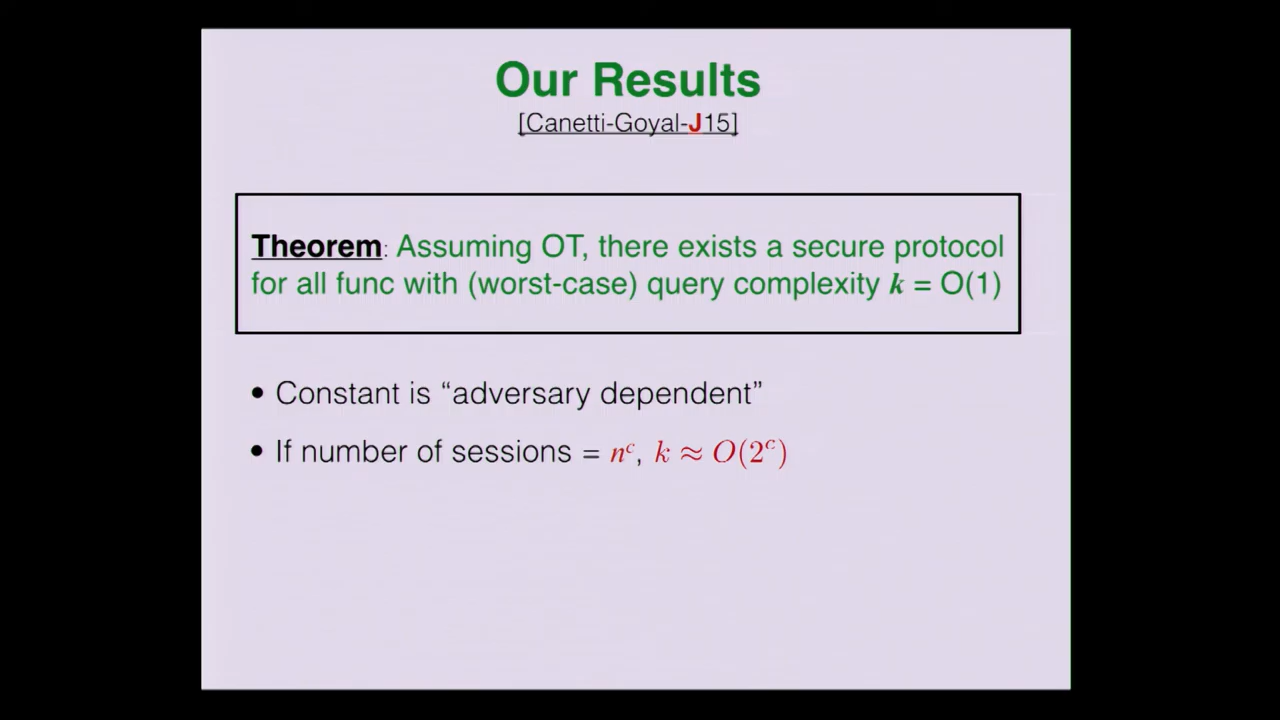 Our Results
[Canetti-Goyal-J15]
Theorem: Assuming OT, there exists a secure protocol
for all func with (worst-case) query complexity k = O(1)
• Constant is “adversary dependent”
• If number of sessions = n^c, k ≈ O(2^c)